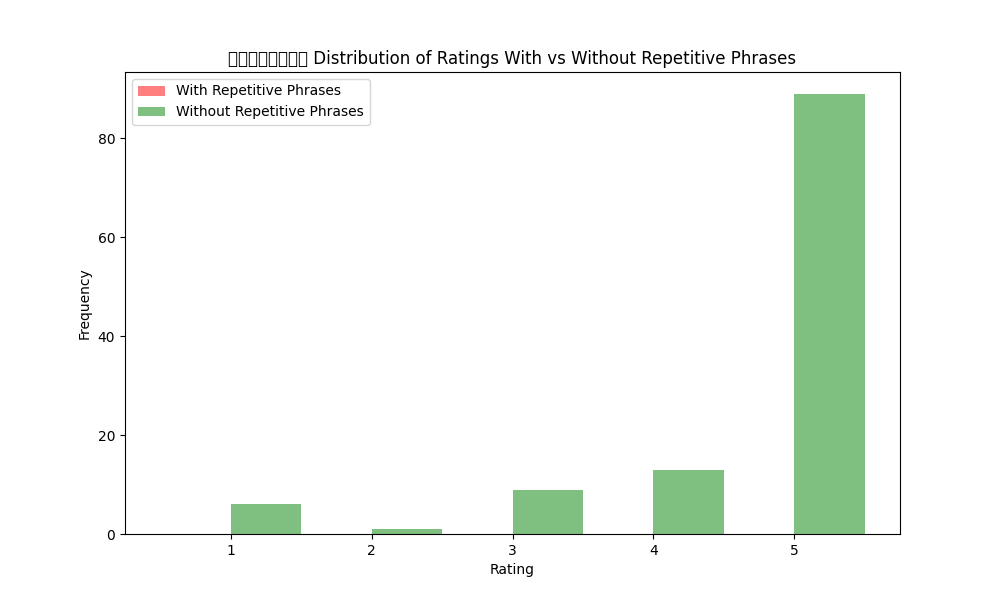 Distribution of Ratings With vs Without Repetitive Phrases
With Repetitive Phrases
Without Repetitive Phrases
80
60
40
20
0
Frequency
1
2
3
4
5
Rating